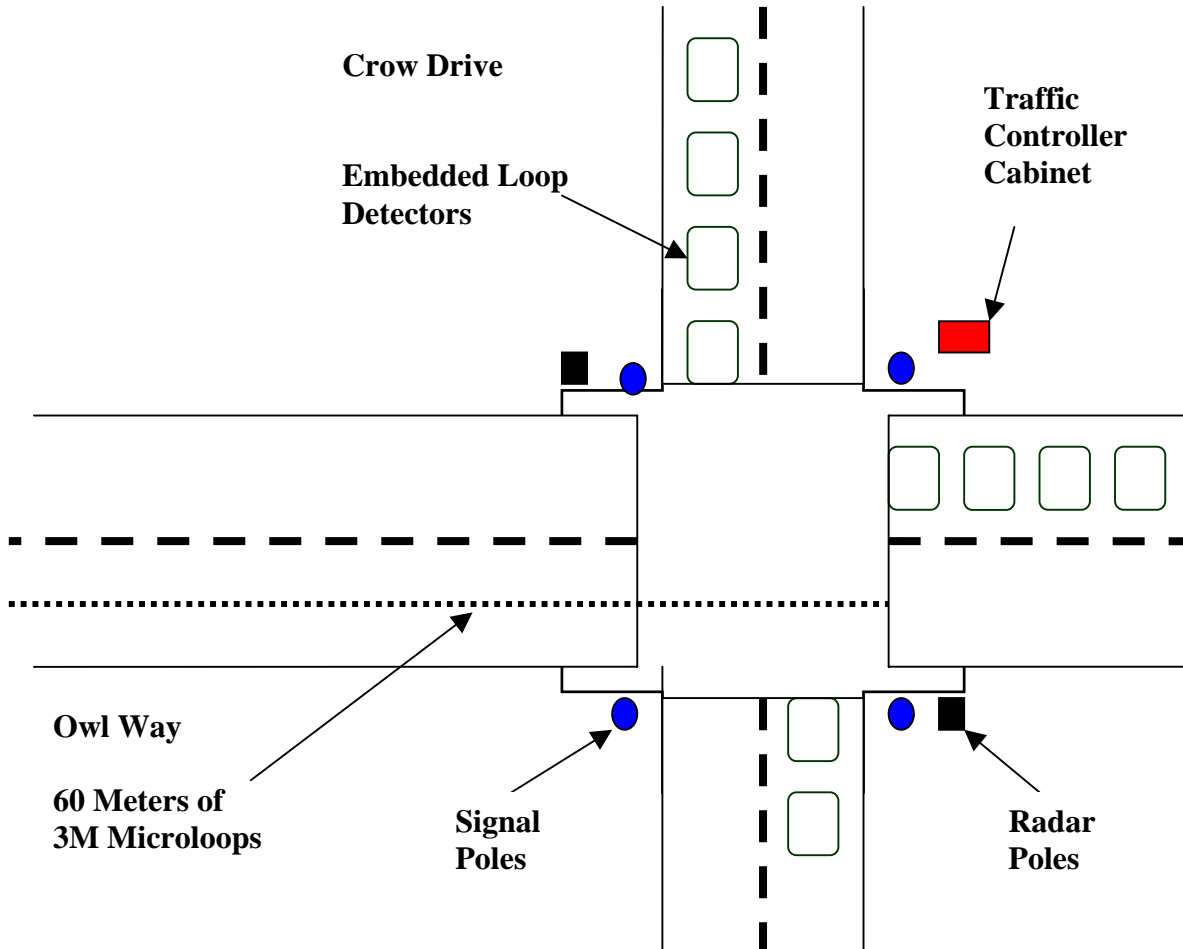 Crow Drive
Traffic
Controller
Cabinet
Embedded Loop
Detectors
Owl Way
60 Meters of
3M Microloops
Signal
Poles
Radar
Poles